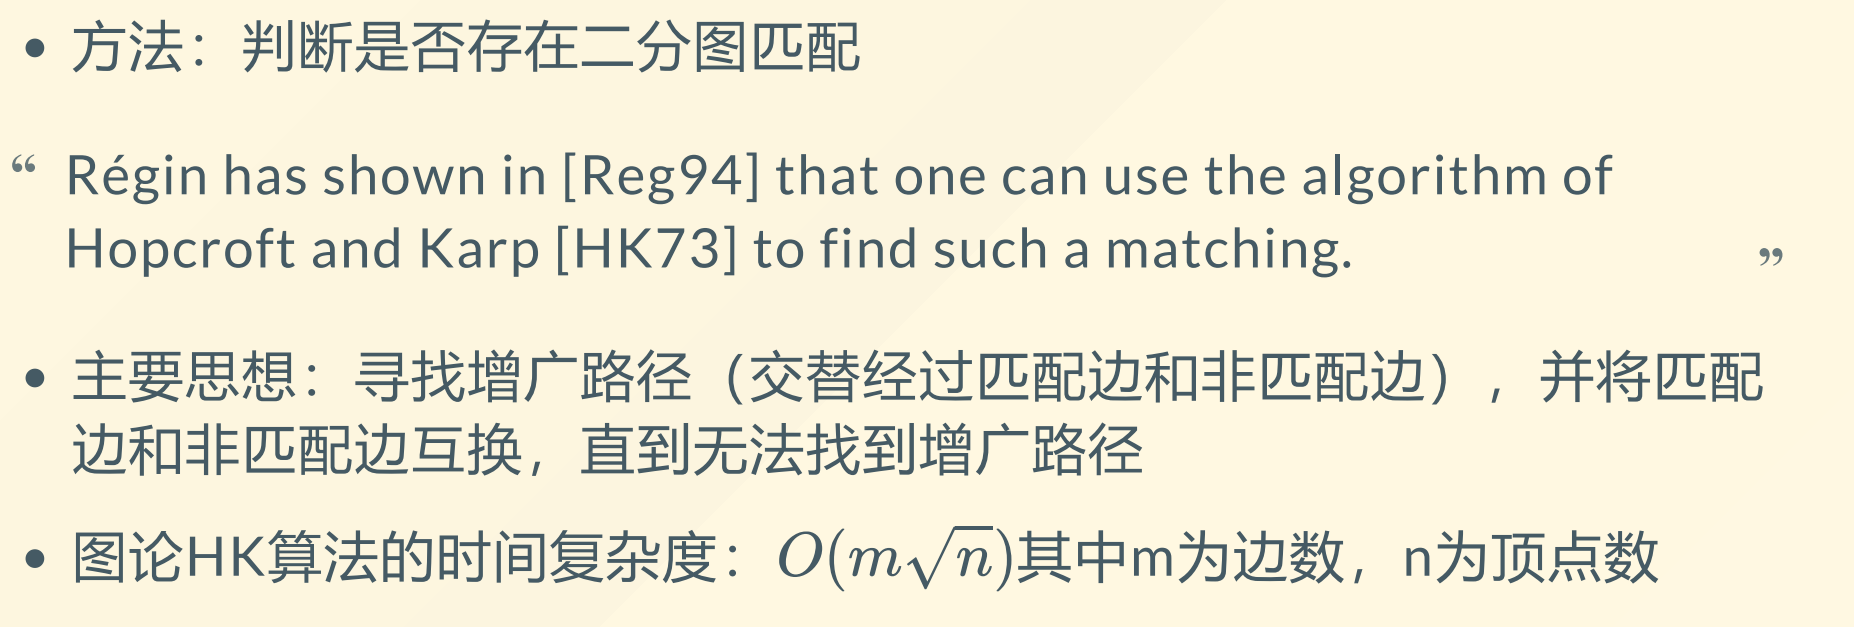 • 方法：判断是否存在二分图匹配
“ Régin has shown in [Reg94] that one can use the algorithm of
Hopcroft and Karp [HK73] to find such a matching. ”
• 主要思想：寻找增广路径（交替经过匹配边和非匹配边），并将匹配
边和非匹配边互换，直到无法找到增广路径
• 图论HK算法的时间复杂度：$O(m\sqrt{n})$其中m为边数，n为顶点数